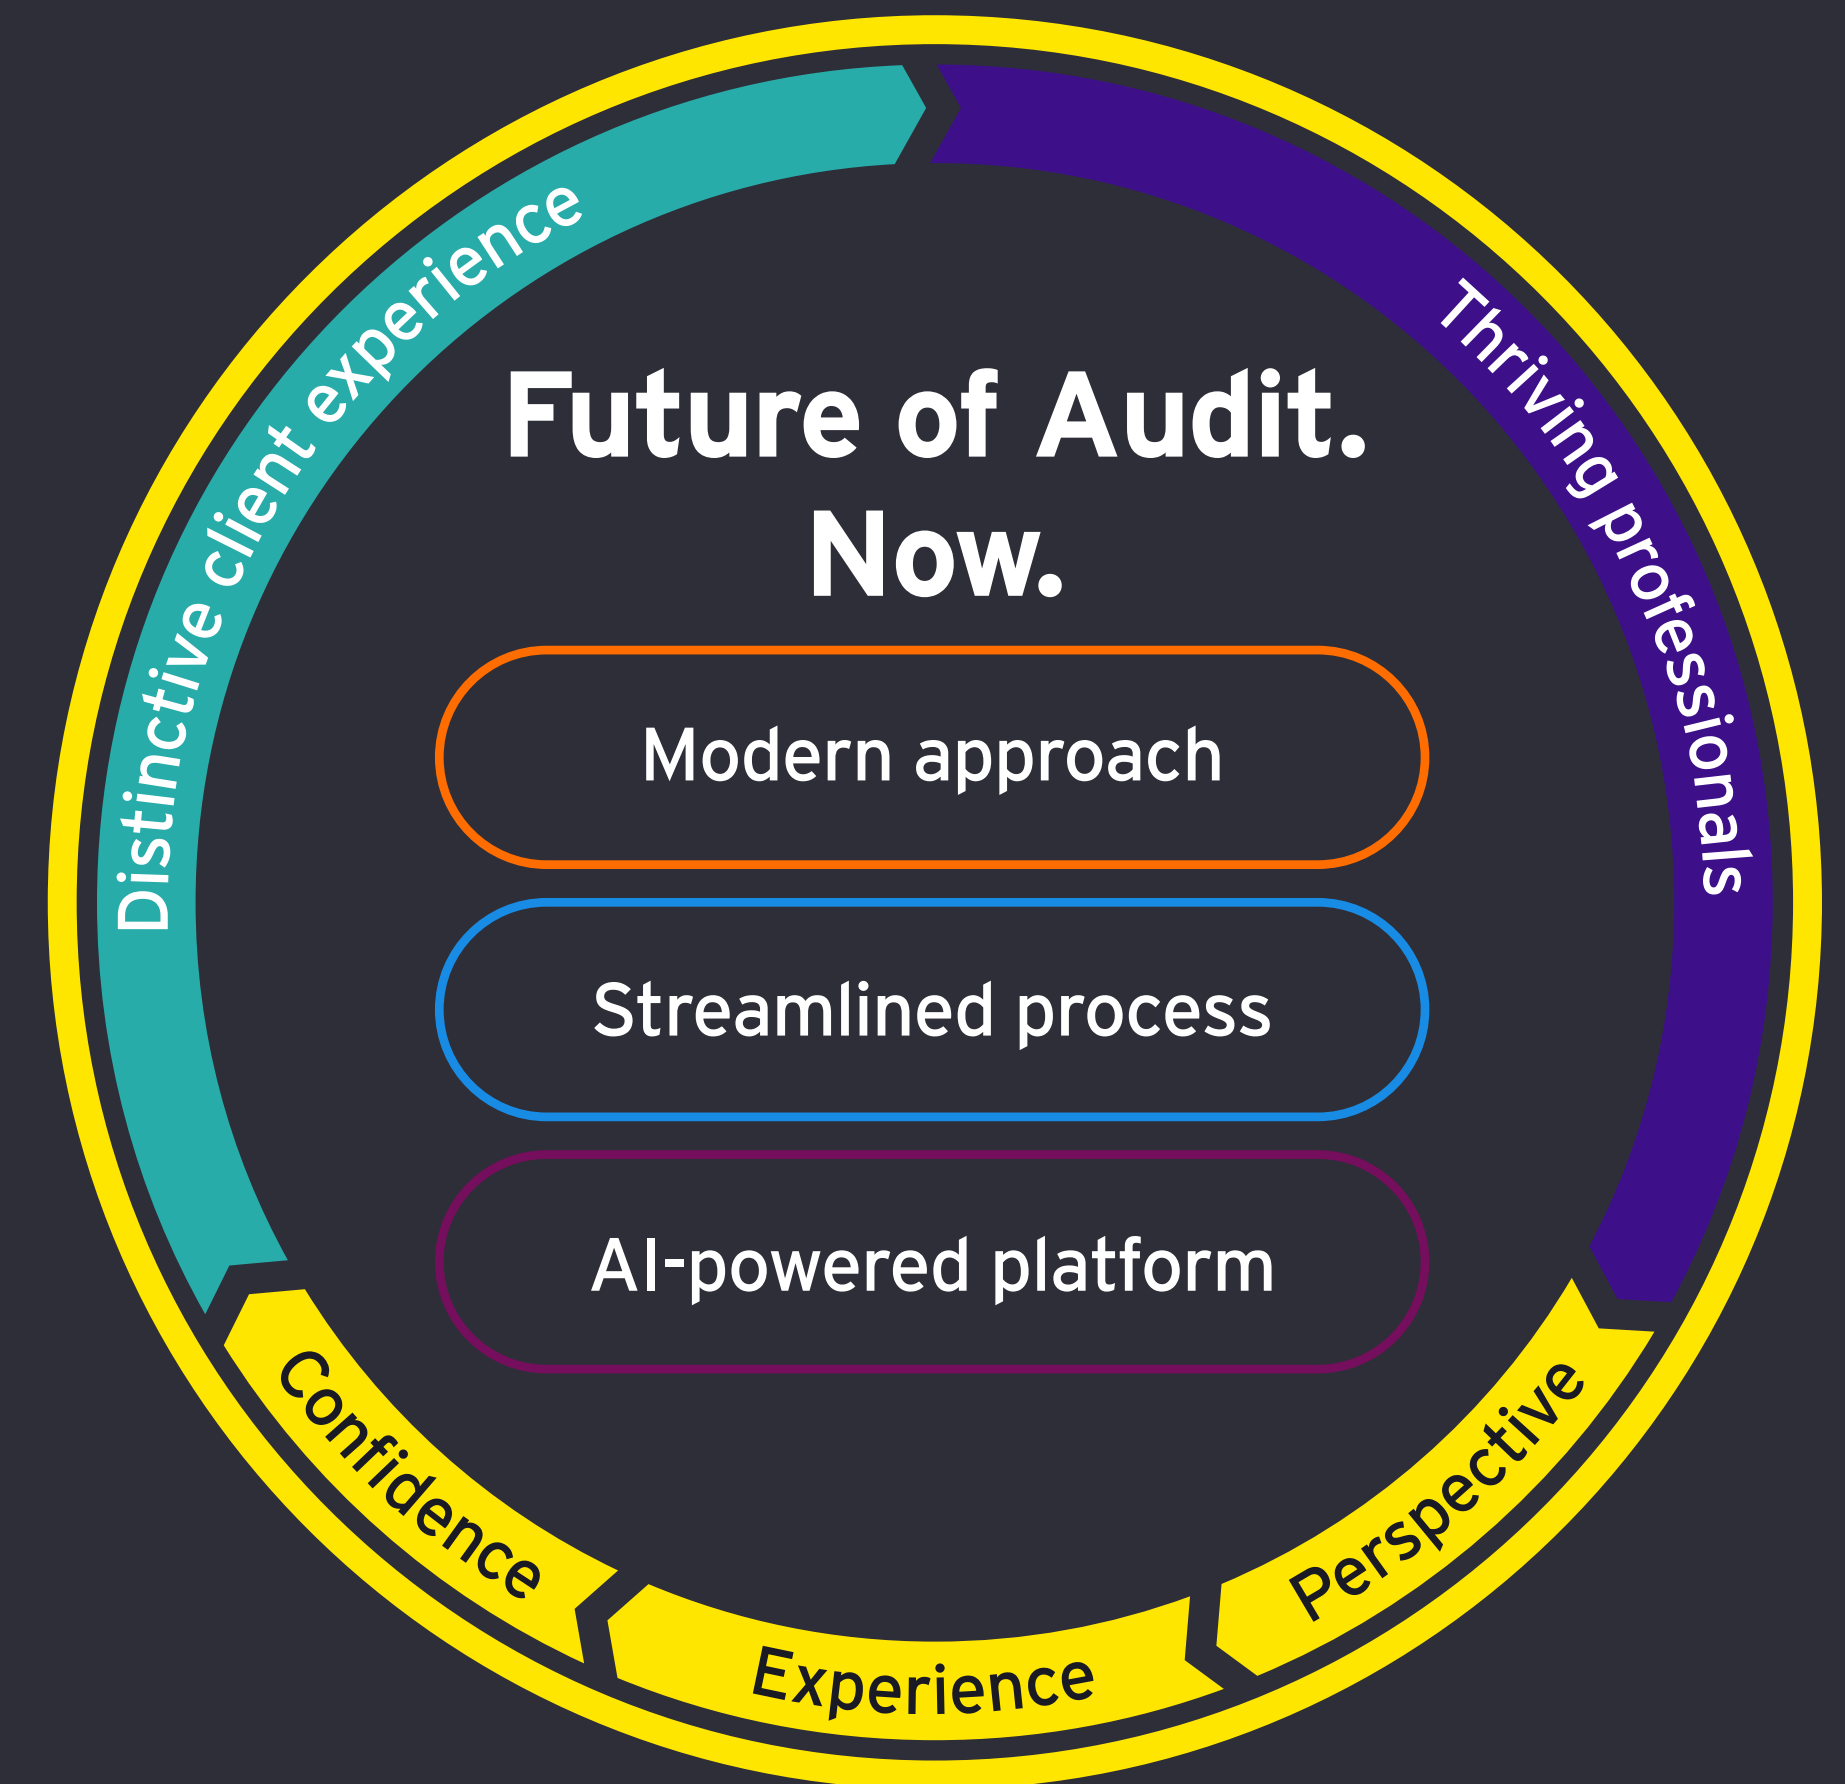 Future of Audit.
Now.
Modern approach
Streamlined process
AI-powered platform
Distinctive client experience
Thriving professionals
Confidence
Experience
Perspective